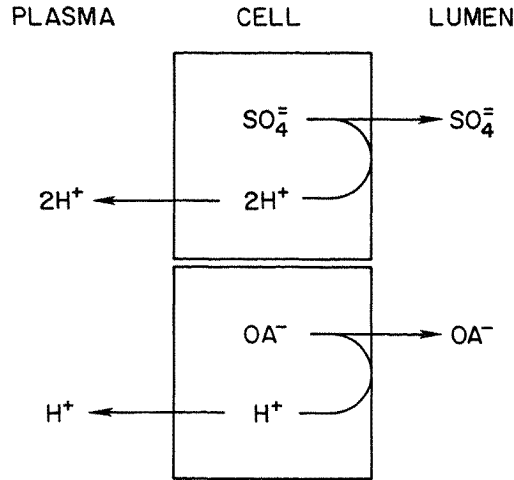 PLASMA CELL LUMEN
SO₄⁼ SO₄⁼
2H⁺ 2H⁺
OA⁻ OA⁻
H⁺ H⁺